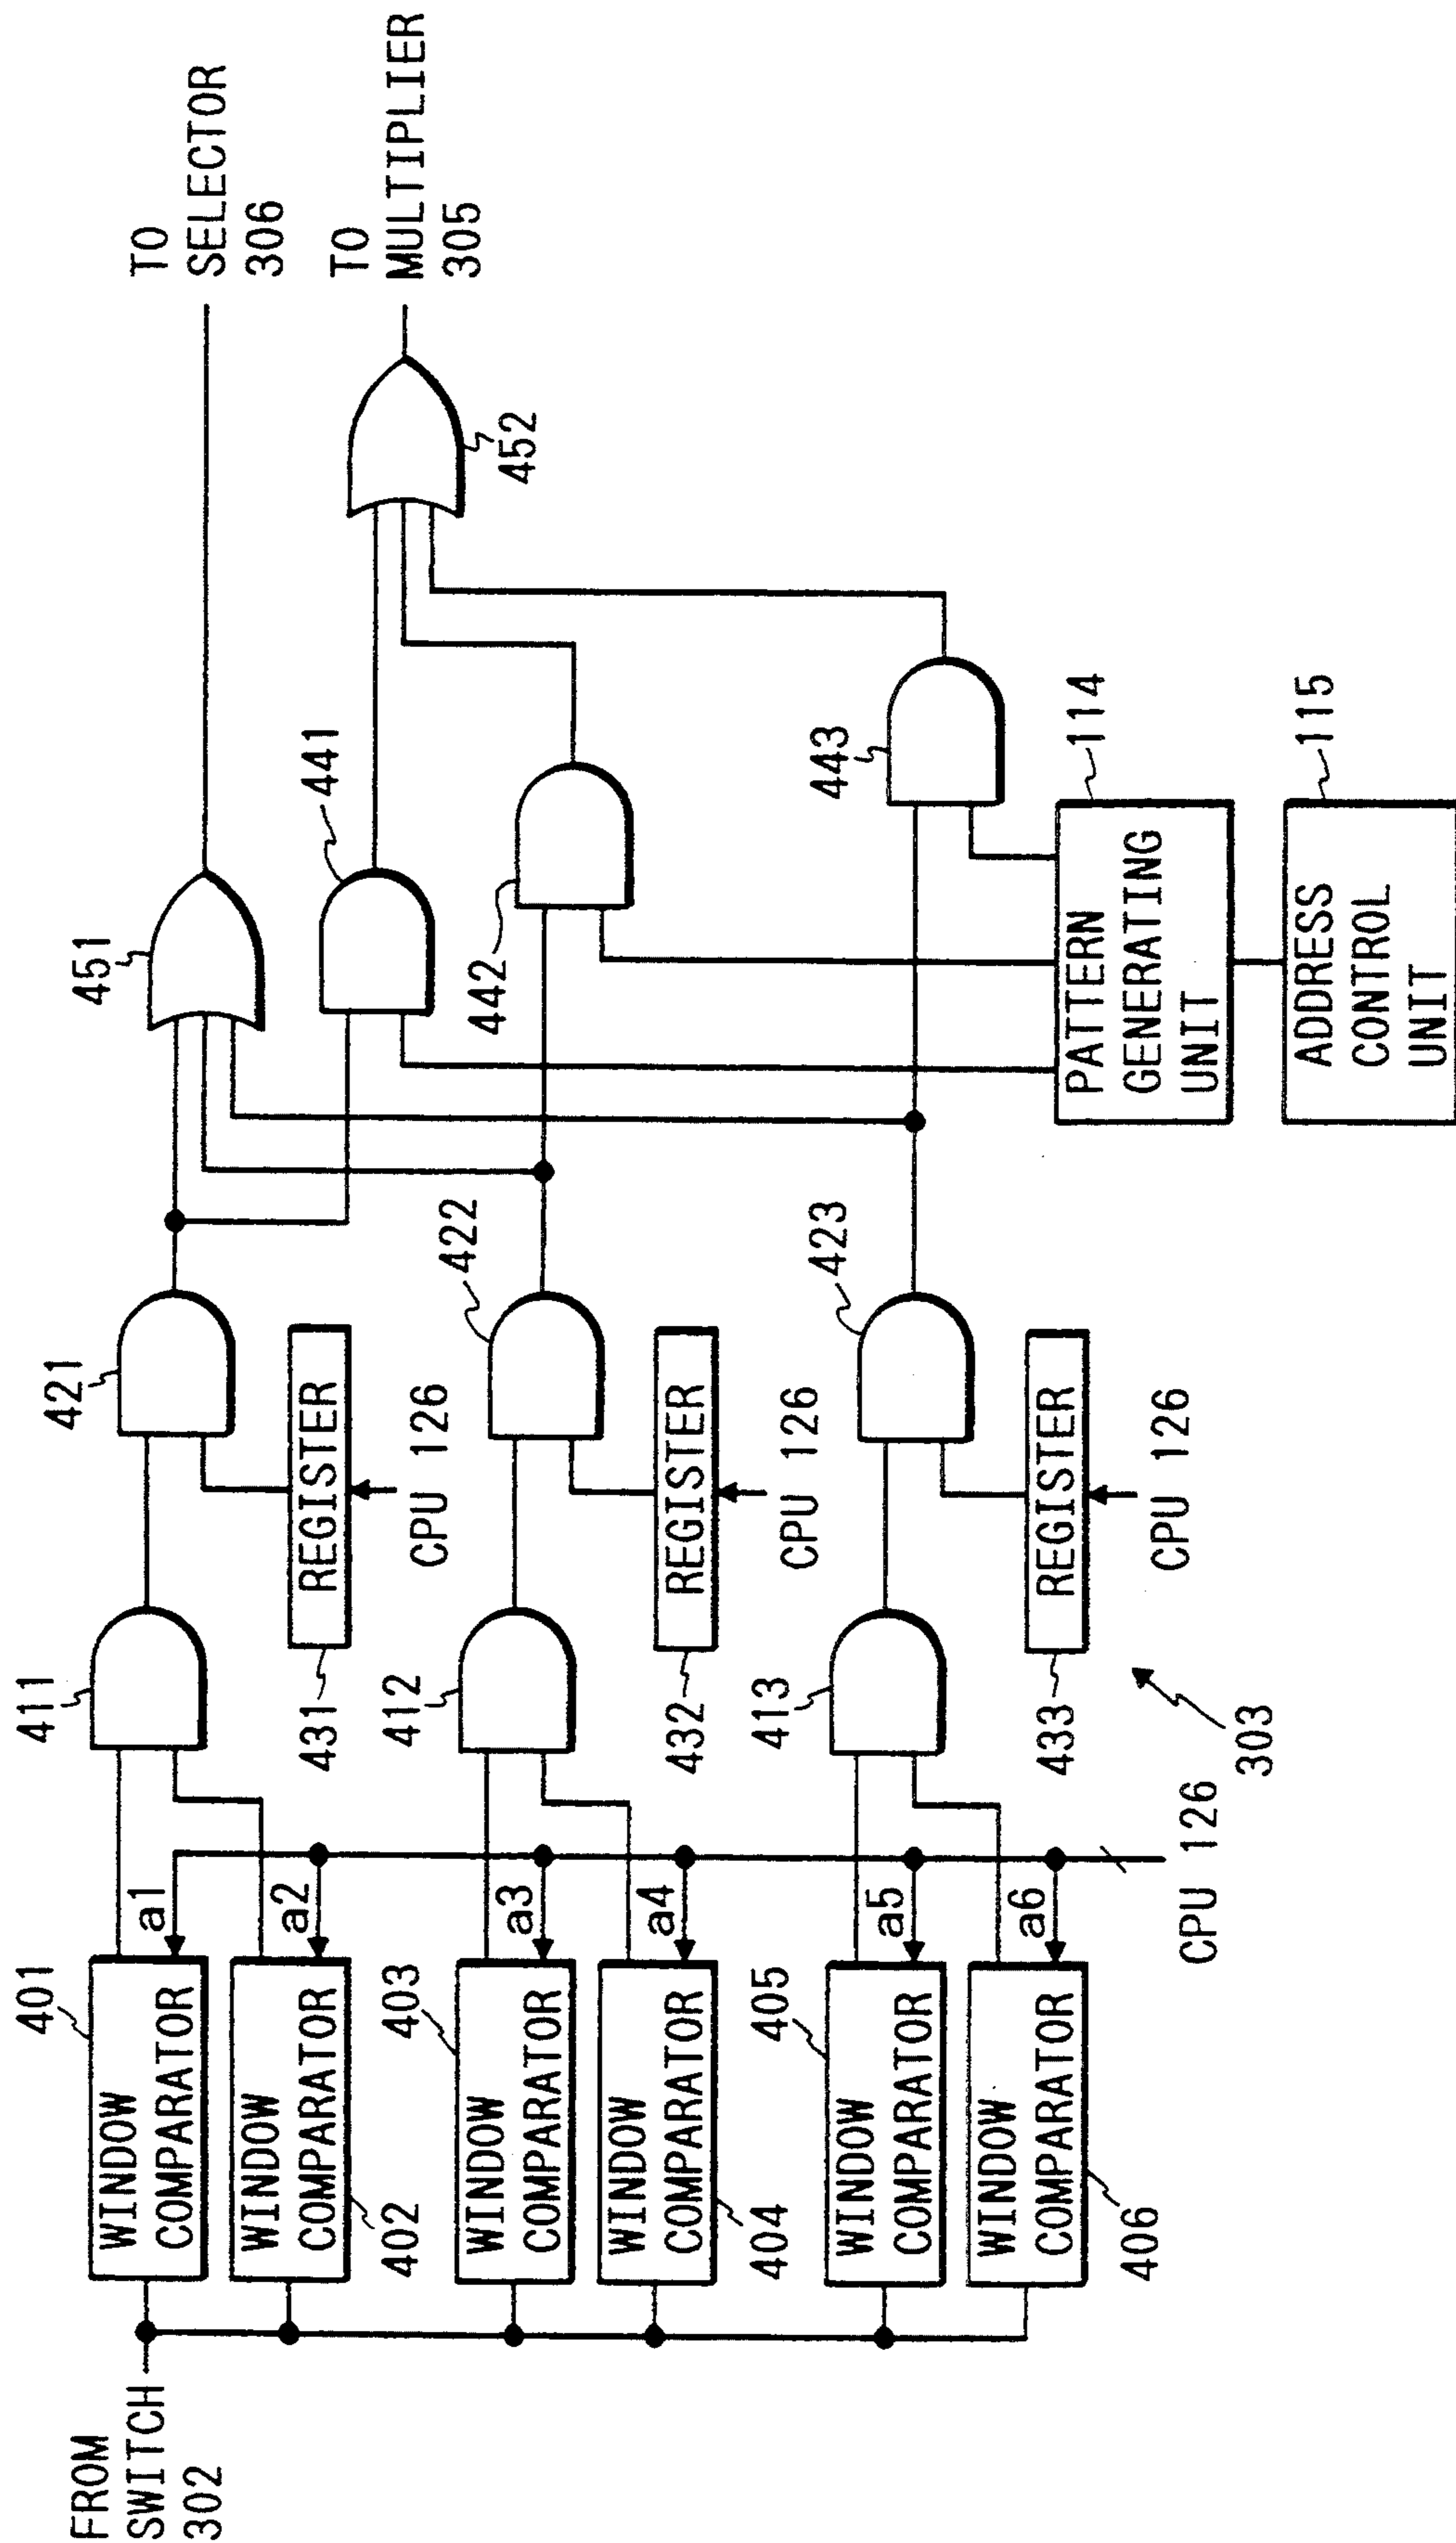 FROM
SWITCH
302
401
WINDOW
COMPARATOR
a1
WINDOW
COMPARATOR
402
a2
403
WINDOW
COMPARATOR
a3
WINDOW
COMPARATOR
404
a4
405
WINDOW
COMPARATOR
a5
WINDOW
COMPARATOR
406
a6
CPU 126
411
421
REGISTER
431
CPU 126
412
422
REGISTER
432
CPU 126
413
423
REGISTER
433
CPU 126
303
451
441
442
443
452
PATTERN
GENERATING
UNIT
114
ADDRESS
CONTROL
UNIT
115
TO
SELECTOR
306
TO
MULTIPLIER
305